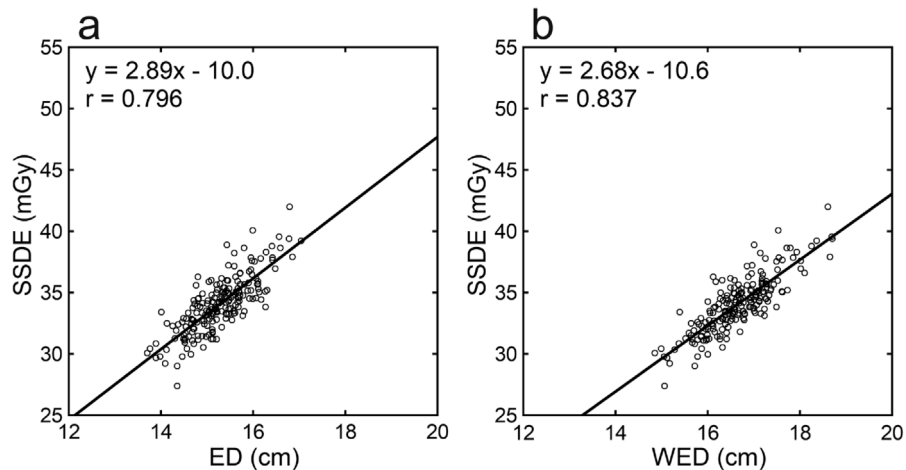 a
y = 2.89x - 10.0
r = 0.796
55
50
45
40
35
30
25
SSDE (mGy)
12 14 16 18 20
ED (cm)
b
y = 2.68x - 10.6
r = 0.837
55
50
45
40
35
30
25
SSDE (mGy)
12 14 16 18 20
WED (cm)